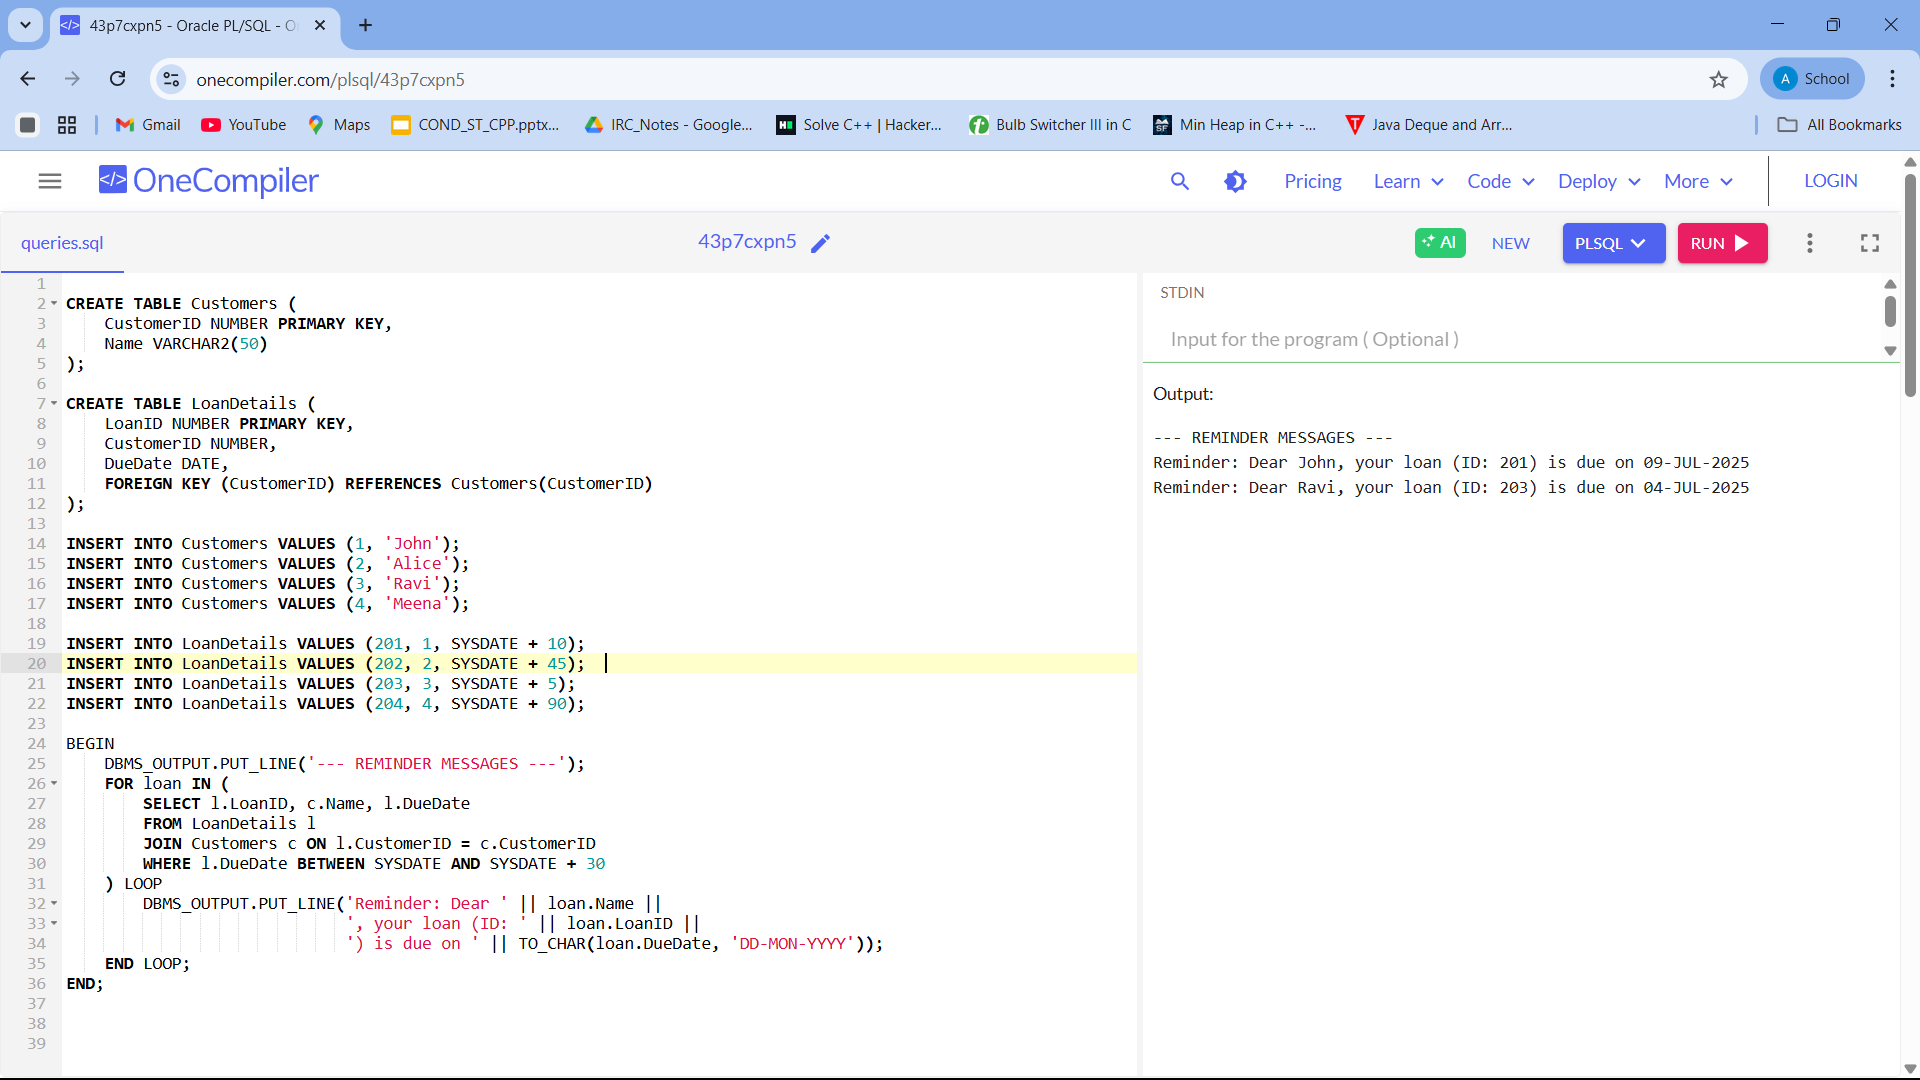 43p7cxpn5 - Oracle PL/SQL - O
onecompiler.com/plsql/43p7cxpn5
A School
Gmail
YouTube
Maps
COND_ST_CPP.pptx...
IRC_Notes - Google...
Solve C++ | Hacker...
Bulb Switcher III in C
Min Heap in C++ -...
Java Deque and Arr...
All Bookmarks
</> OneCompiler
Pricing
Learn
Code
Deploy
More
LOGIN
queries.sql
43p7cxpn5
AI
NEW
PLSQL
RUN
1
2 CREATE TABLE Customers (
3     CustomerID NUMBER PRIMARY KEY,
4     Name VARCHAR2(50)
5 );
6
7 CREATE TABLE LoanDetails (
8     LoanID NUMBER PRIMARY KEY,
9     CustomerID NUMBER,
10     DueDate DATE,
11     FOREIGN KEY (CustomerID) REFERENCES Customers(CustomerID)
12 );
13
14 INSERT INTO Customers VALUES (1, 'John');
15 INSERT INTO Customers VALUES (2, 'Alice');
16 INSERT INTO Customers VALUES (3, 'Ravi');
17 INSERT INTO Customers VALUES (4, 'Meena');
18
19 INSERT INTO LoanDetails VALUES (201, 1, SYSDATE + 10);
20 INSERT INTO LoanDetails VALUES (202, 2, SYSDATE + 45);
21 INSERT INTO LoanDetails VALUES (203, 3, SYSDATE + 5);
22 INSERT INTO LoanDetails VALUES (204, 4, SYSDATE + 90);
23
24 BEGIN
25     DBMS_OUTPUT.PUT_LINE('--- REMINDER MESSAGES ---');
26     FOR loan IN (
27         SELECT l.LoanID, c.Name, l.DueDate
28         FROM LoanDetails l
29         JOIN Customers c ON l.CustomerID = c.CustomerID
30         WHERE l.DueDate BETWEEN SYSDATE AND SYSDATE + 30
31     ) LOOP
32         DBMS_OUTPUT.PUT_LINE('Reminder: Dear ' || loan.Name ||
33                              ', your loan (ID: ' || loan.LoanID ||
34                              ') is due on ' || TO_CHAR(loan.DueDate, 'DD-MON-YYYY'));
35     END LOOP;
36 END;
37
38
39
STDIN
Input for the program ( Optional )
Output:
--- REMINDER MESSAGES ---
Reminder: Dear John, your loan (ID: 201) is due on 09-JUL-2025
Reminder: Dear Ravi, your loan (ID: 203) is due on 04-JUL-2025